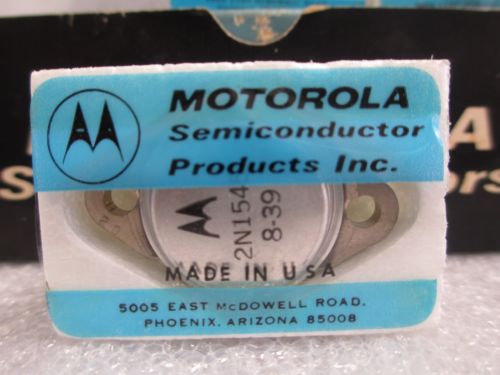 MOTOROLA
Semiconductor
Products Inc.
2N154
8-39
MADE IN USA
5005 EAST McDOWELL ROAD.
PHOENIX, ARIZONA 85008